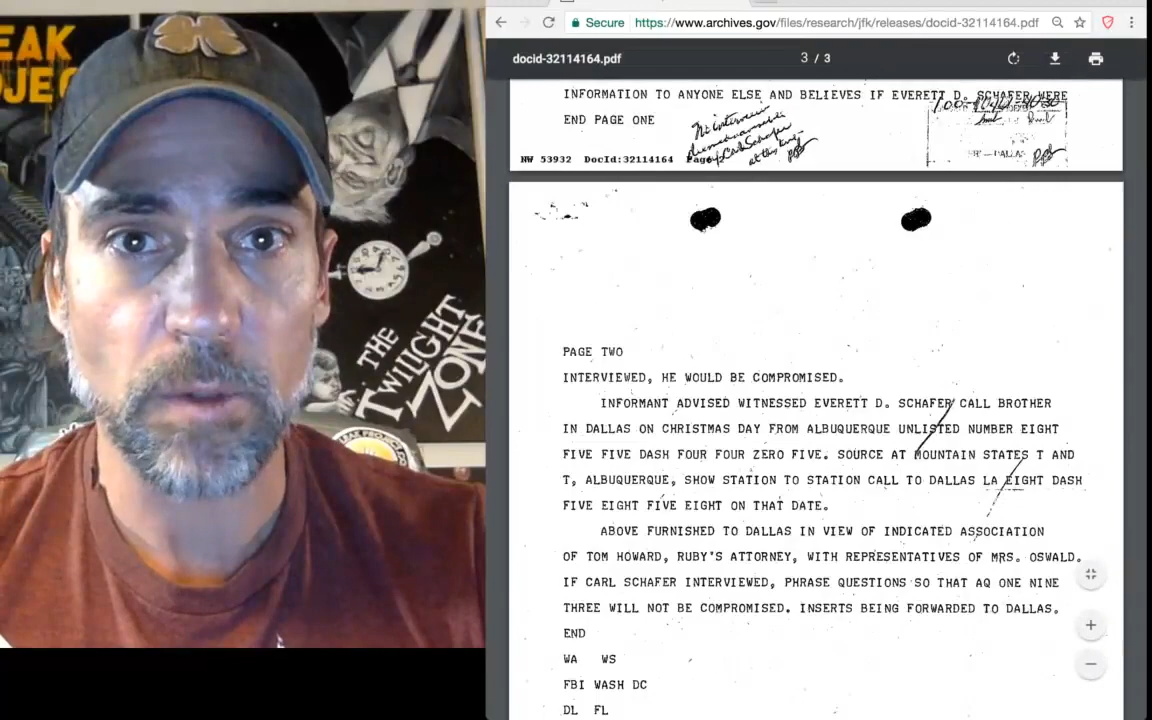 EAK
OJE
THE
TWILIGHT
ZONE
LEAK PROJECT
Secure https://www.archives.gov/files/research/jfk/releases/docid-32114164.pdf
docid-32114164.pdf 3 / 3
INFORMATION TO ANYONE ELSE AND BELIEVES IF EVERETT D. SCHAFER WERE
END PAGE ONE
NW 53932 DocId:32114164 Page
at this time
PAGE TWO
INTERVIEWED, HE WOULD BE COMPROMISED.
INFORMANT ADVISED WITNESSED EVERETT D. SCHAFER CALL BROTHER
IN DALLAS ON CHRISTMAS DAY FROM ALBUQUERQUE UNLISTED NUMBER EIGHT
FIVE FIVE DASH FOUR FOUR ZERO FIVE. SOURCE AT MOUNTAIN STATES T AND
T, ALBUQUERQUE, SHOW STATION TO STATION CALL TO DALLAS LA EIGHT DASH
FIVE EIGHT FIVE EIGHT ON THAT DATE.
ABOVE FURNISHED TO DALLAS IN VIEW OF INDICATED ASSOCIATION
OF TOM HOWARD, RUBY'S ATTORNEY, WITH REPRESENTATIVES OF MRS. OSWALD.
IF CARL SCHAFER INTERVIEWED, PHRASE QUESTIONS SO THAT AQ ONE NINE
THREE WILL NOT BE COMPROMISED. INSERTS BEING FORWARDED TO DALLAS.
END
WA WS
FBI WASH DC
DL FL